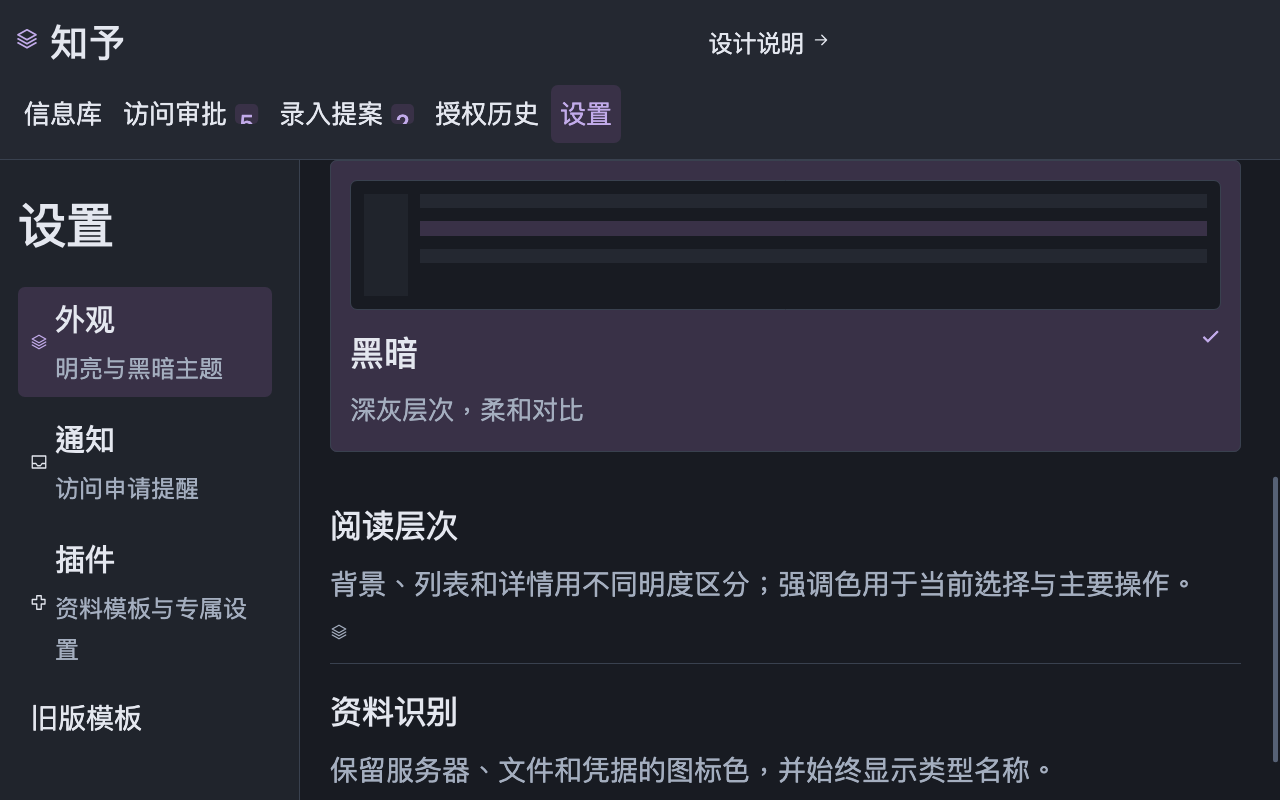 知予
设计说明 →
信息库 访问审批 5 录入提案 2 授权历史 设置
设置
外观
明亮与黑暗主题
通知
访问申请提醒
插件
资料模板与专属设
置
旧版模板
黑暗
深灰层次，柔和对比
阅读层次
背景、列表和详情用不同明度区分；强调色用于当前选择与主要操作。
资料识别
保留服务器、文件和凭据的图标色，并始终显示类型名称。